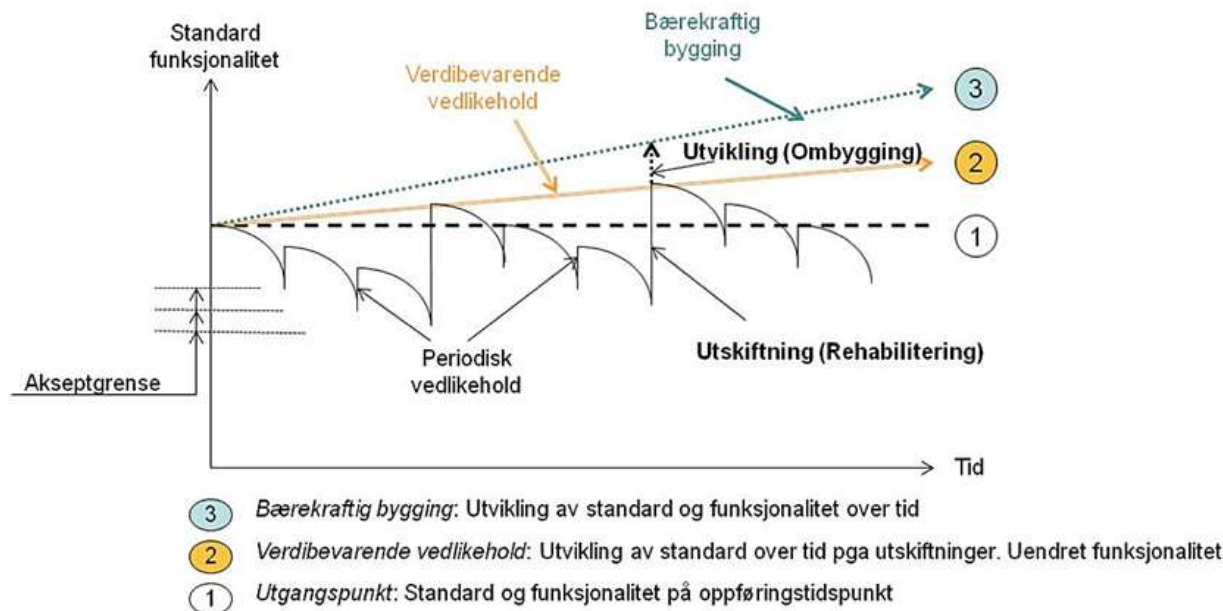 Standard
funksjonalitet
Bærekraftig
bygging
Verdibevarende
vedlikehold
3
Utvikling (Ombygging)
2
1
Periodisk
vedlikehold
Utskiftning (Rehabilitering)
Akseptgrense
Tid
3 Bærekraftig bygging: Utvikling av standard og funksjonalitet over tid
2 Verdibevarende vedlikehold: Utvikling av standard over tid pga utskiftninger. Uendret funksjonalitet
1 Utgangspunkt: Standard og funksjonalitet på oppføringstidspunkt